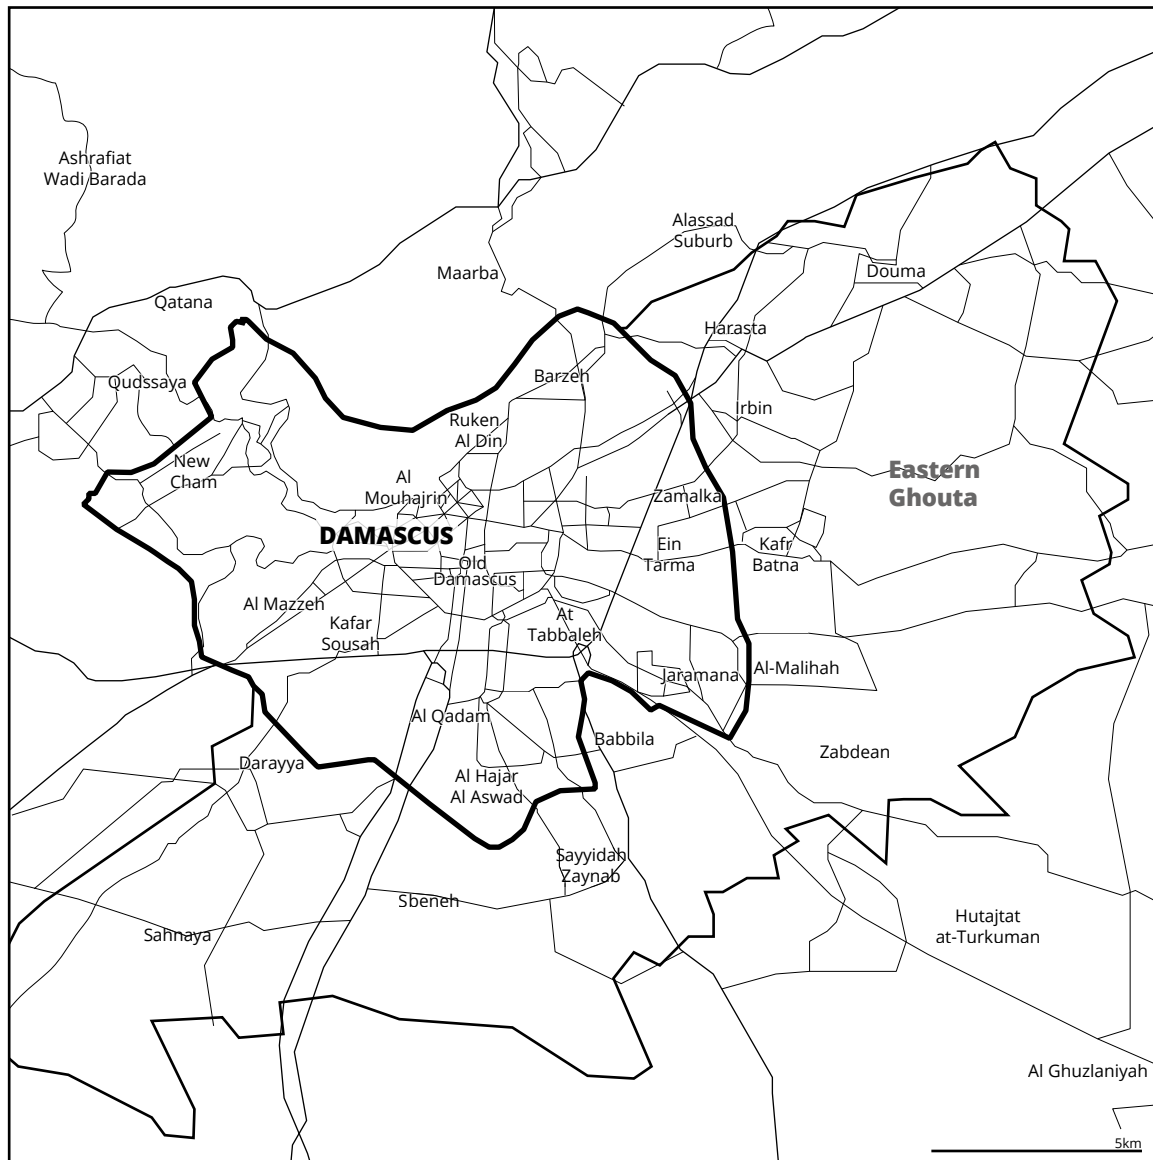 Ashrafiat
Wadi Barada
Alassad
Suburb
Maarba
Douma
Qatana
Harasta
Barzeh
Qudssaya
Irbin
Ruken
Al Din
New
Cham
Al
Mouhajrin
Eastern
Ghouta
Zamalka
DAMASCUS
Ein
Tarma
Kafr
Batna
Old
Damascus
Al Mazzeh
Kafar
Sousah
At
Tabbaleh
Jaramana
Al-Malihah
Al Qadam
Babbila
Zabdean
Darayya
Al Hajar
Al Aswad
Sayyidah
Zaynab
Sbeneh
Hutajtat
at-Turkuman
Sahnaya
Al Ghuzlaniyah
5km